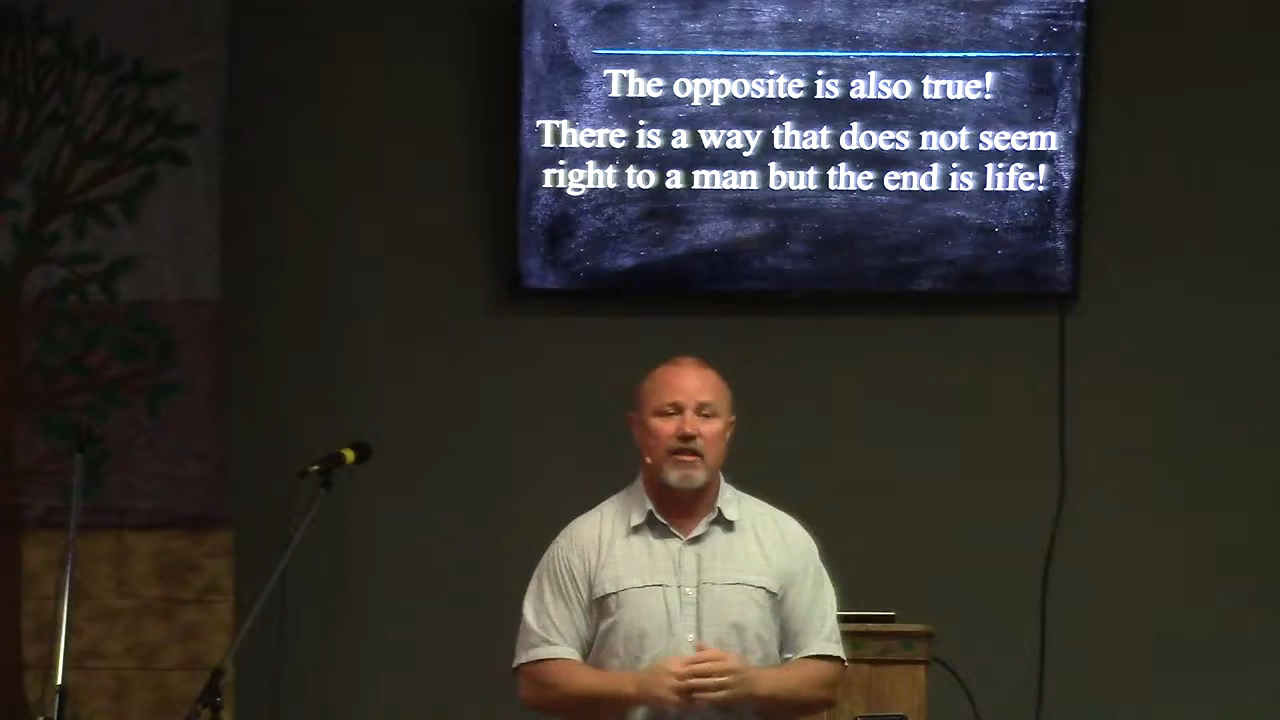 The opposite is also true!
There is a way that does not seem
right to a man but the end is life!